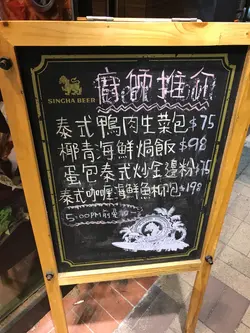 SINGHA BEER
廚師推介
泰式鴨肉生菜包$75
椰青海鮮焗飯$98
蛋包泰式炒金邊粉$75
泰式咖喱海鮮魚柳包$198
5:00PM